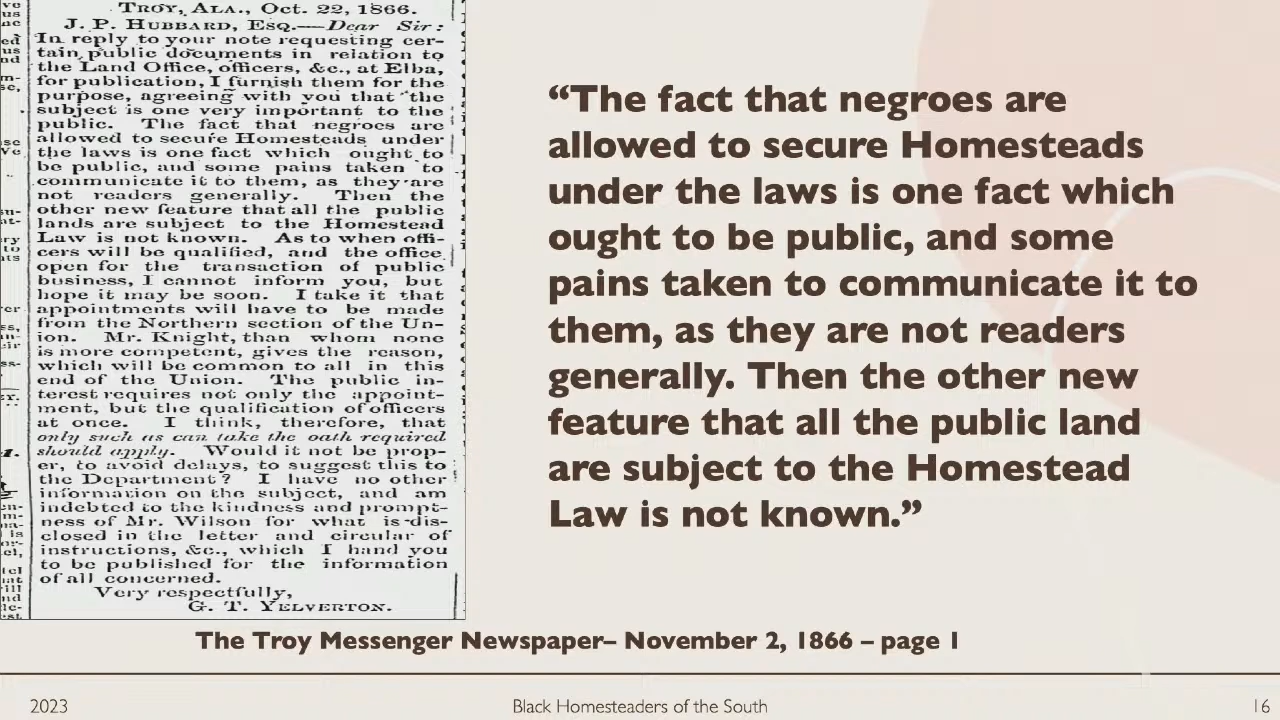 TROY, ALA., Oct. 22, 1866.
J. P. HUBBARD, ESQ.—Dear Sir:
In reply to your note requesting cer-
tain public documents in relation to
the Land Office, officers, &c., at Elba,
for publication, I furnish them for the
purpose, agreeing with you that the
subject is one very important to the
public. The fact that negroes are
allowed to secure Homesteads under
the laws is one fact which ought to
be public, and some pains taken to
communicate it to them, as they are
not readers generally. Then the
other new feature that all the public
lands are subject to the Homestead
Law is not known. As to when offi-
cers will be qualified, and the office
open for the transaction of public
business, I cannot inform you, but
hope it may be soon. I take it that
appointments will have to be made
from the Northern section of the Un-
ion. Mr. Knight, than whom none
is more competent, gives the reason,
which will be common to all in this
end of the Union. The public in-
terest requires not only the appoint-
ment, but the qualification of officers
at once. I think, therefore, that
only such as can take the oath required
should apply. Would it not be prop-
er, to avoid delays, to suggest this to
the Department? I have no other
information on the subject, and am
indebted to the kindness and prompt-
ness of Mr. Wilson for what is dis-
closed in the letter and circular of
instructions, &c., which I hand you
to be published for the information
of all concerned.
Very respectfully,
G. T. YELVERTON.
“The fact that negroes are
allowed to secure Homesteads
under the laws is one fact which
ought to be public, and some
pains taken to communicate it to
them, as they are not readers
generally. Then the other new
feature that all the public land
are subject to the Homestead
Law is not known.”
The Troy Messenger Newspaper– November 2, 1866 – page 1
2023
Black Homesteaders of the South
16